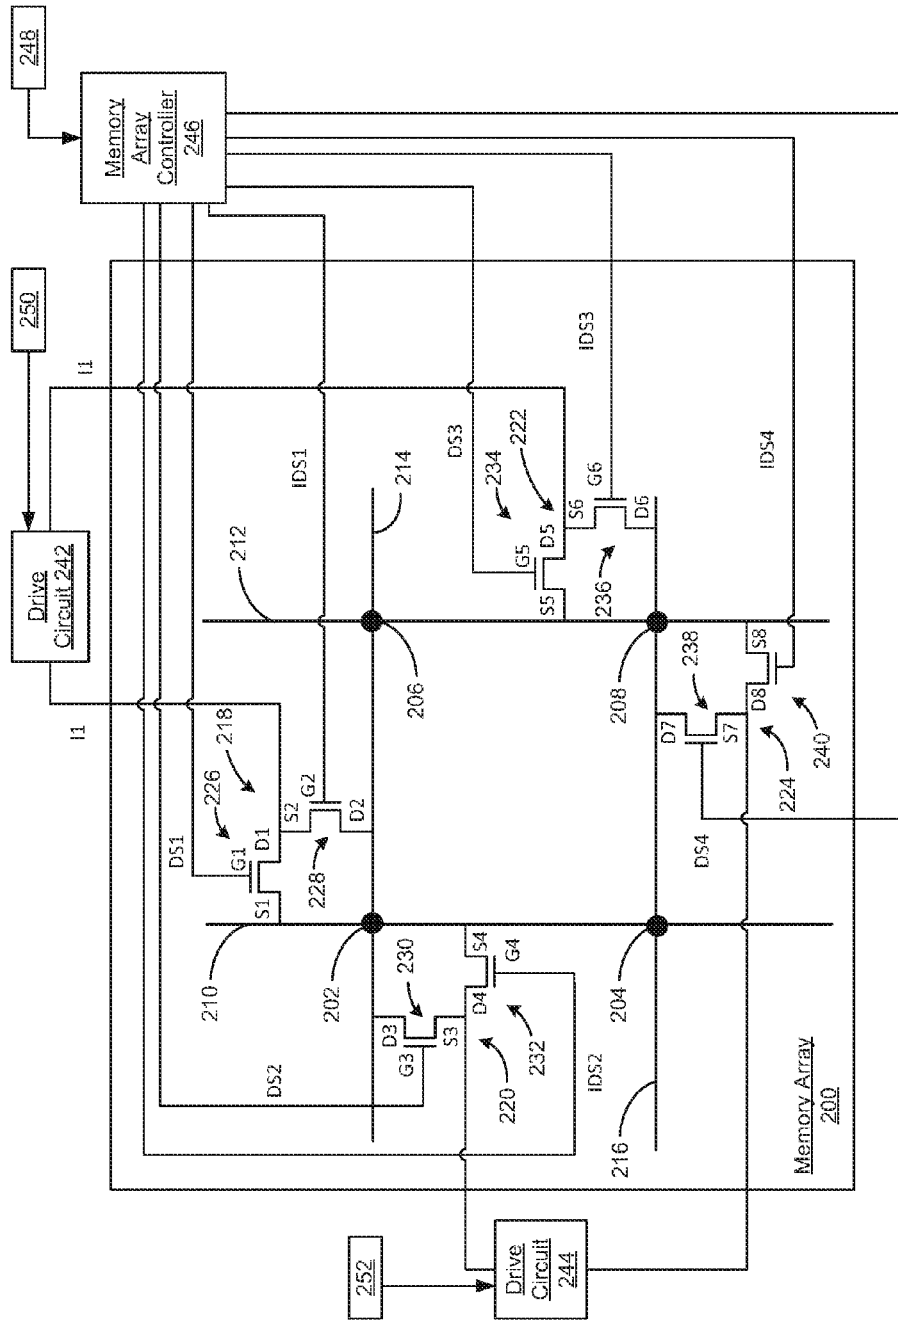 248
Memory
Array
Controller
246
250
I1
Drive
Circuit 242
I1
IDS1
DS3
IDS3
IDS4
214
212
234
222
G5
D5
S5
S6
G6
D6
236
206
208
218
226
DS1
G1
D1
S1
S2
G2
D2
228
238
D7
S7
S8
D8
240
224
DS4
210
202
230
D3
G3
S3
DS2
S4
G4
D4
232
220
IDS2
204
216
Memory Array
200
252
Drive
Circuit
244